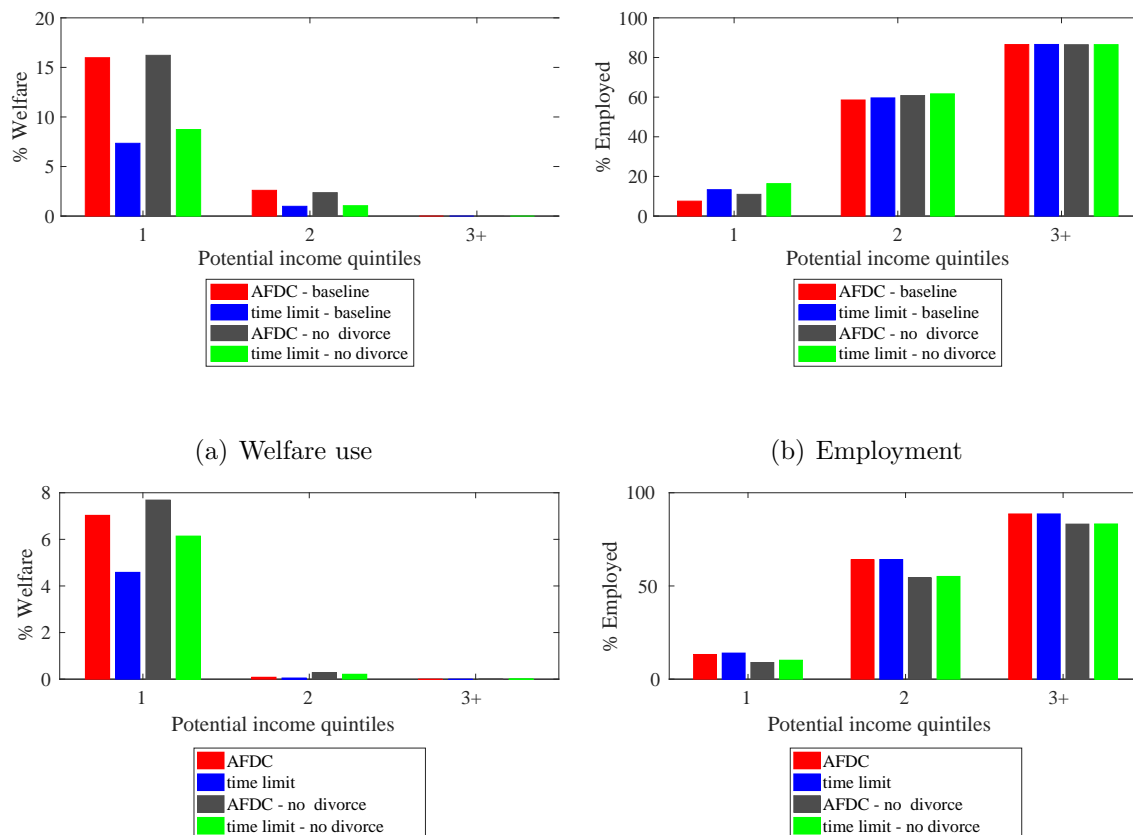 20
15
10
5
0
% Welfare
1
2
3+
Potential income quintiles
AFDC - baseline
time limit - baseline
AFDC - no divorce
time limit - no divorce
100
80
60
40
20
0
% Employed
1
2
3+
Potential income quintiles
AFDC - baseline
time limit - baseline
AFDC - no divorce
time limit - no divorce
(a) Welfare use
(b) Employment
8
6
4
2
0
% Welfare
1
2
3+
Potential income quintiles
AFDC
time limit
AFDC - no divorce
time limit - no divorce
100
50
0
% Employed
1
2
3+
Potential income quintiles
AFDC
time limit
AFDC - no divorce
time limit - no divorce